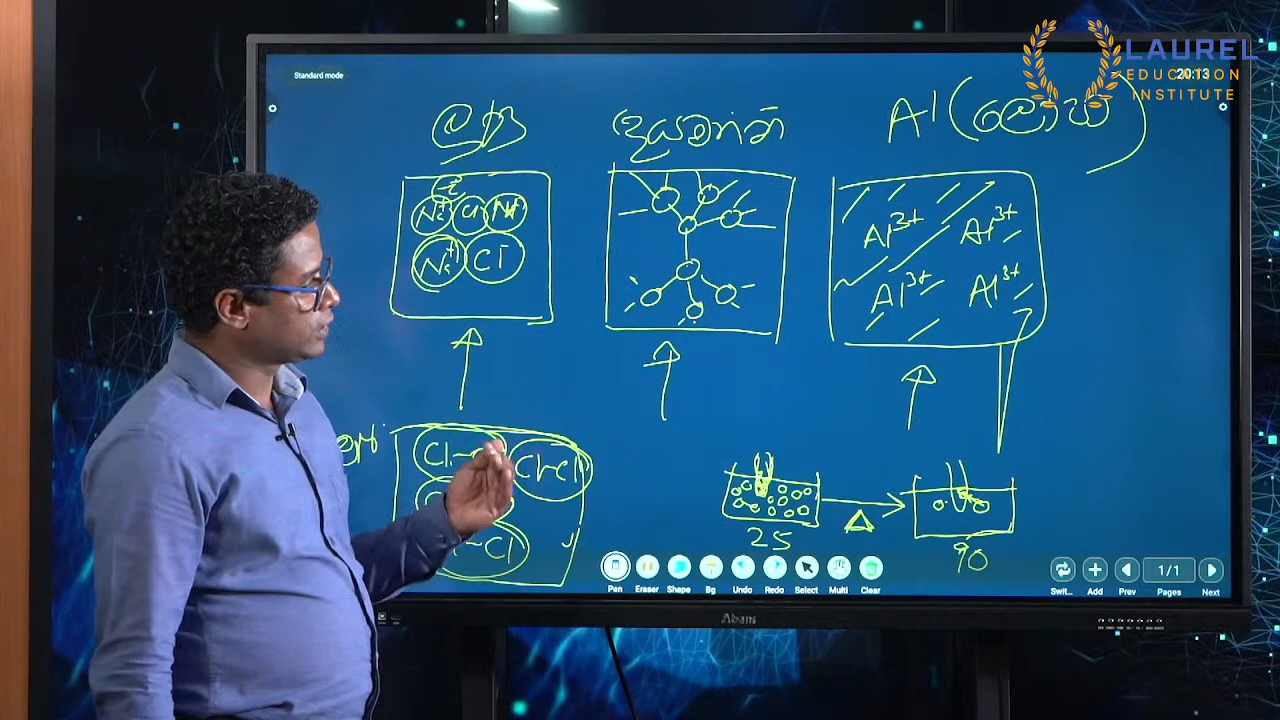 LAUREL
EDUCATION
INSTITUTE
Standard mode
20:13
ලුණු
දියමන්ති
Al (ලෝහ)
Na+ Cl Na+
Na+ Cl-
Al3+ Al3+
Al3+ Al3+
Cl-Cl
-Cl
Δ
25
90
Pen Eraser Shape Bg Undo Redo Select Multi Clear
Swit... Add Prev 1/1 Pages Next
Abans